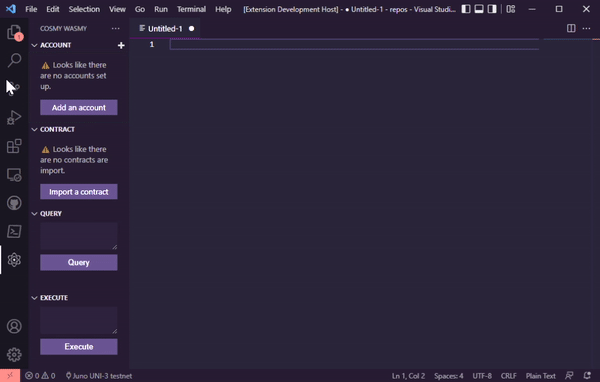 File Edit Selection View Go Run Terminal Help [Extension Development Host] - ● Untitled-1 - repos - Visual Studi...
COSMY WASMY ...
Untitled-1 ●
1
ACCOUNT +
1
⚠ Looks like there
are no accounts set
up.
Add an account
CONTRACT
⚠ Looks like there
are no contracts are
import.
Import a contract
QUERY
Query
EXECUTE
Execute
0 0 Juno UNI-3 testnet Ln 1, Col 2 Spaces: 4 UTF-8 CRLF Plain Text